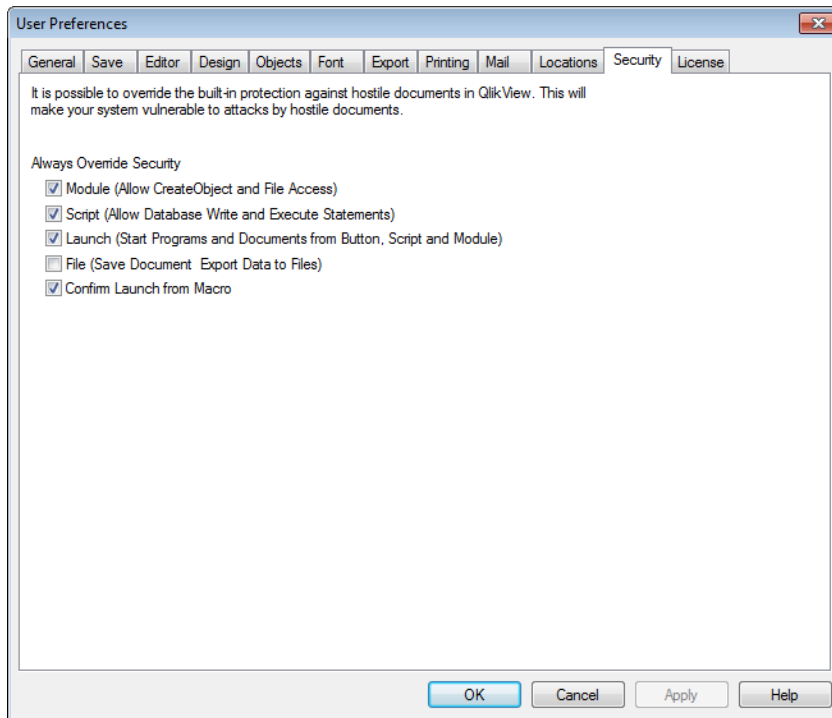 User Preferences
General Save Editor Design Objects Font Export Printing Mail Locations Security License
It is possible to override the built-in protection against hostile documents in QlikView. This will
make your system vulnerable to attacks by hostile documents.
Always Override Security
Module (Allow CreateObject and File Access)
Script (Allow Database Write and Execute Statements)
Launch (Start Programs and Documents from Button, Script and Module)
File (Save Document Export Data to Files)
Confirm Launch from Macro
OK Cancel Apply Help